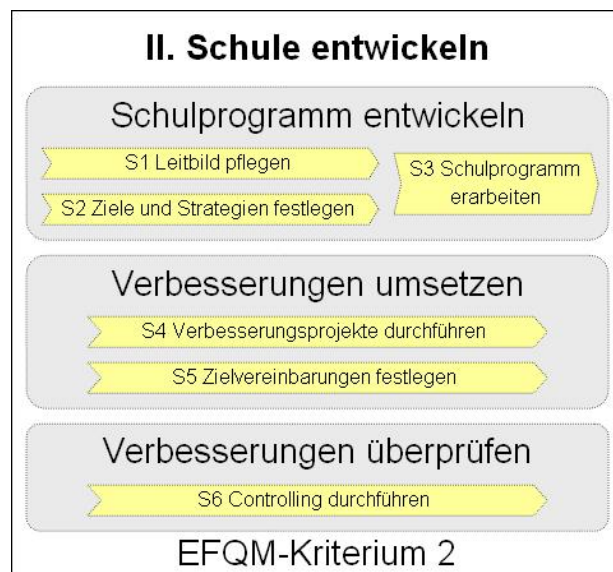 II. Schule entwickeln
Schulprogramm entwickeln
S1 Leitbild pflegen
S2 Ziele und Strategien festlegen
S3 Schulprogramm
erarbeiten
Verbesserungen umsetzen
S4 Verbesserungsprojekte durchführen
S5 Zielvereinbarungen festlegen
Verbesserungen überprüfen
S6 Controlling durchführen
EFQM-Kriterium 2